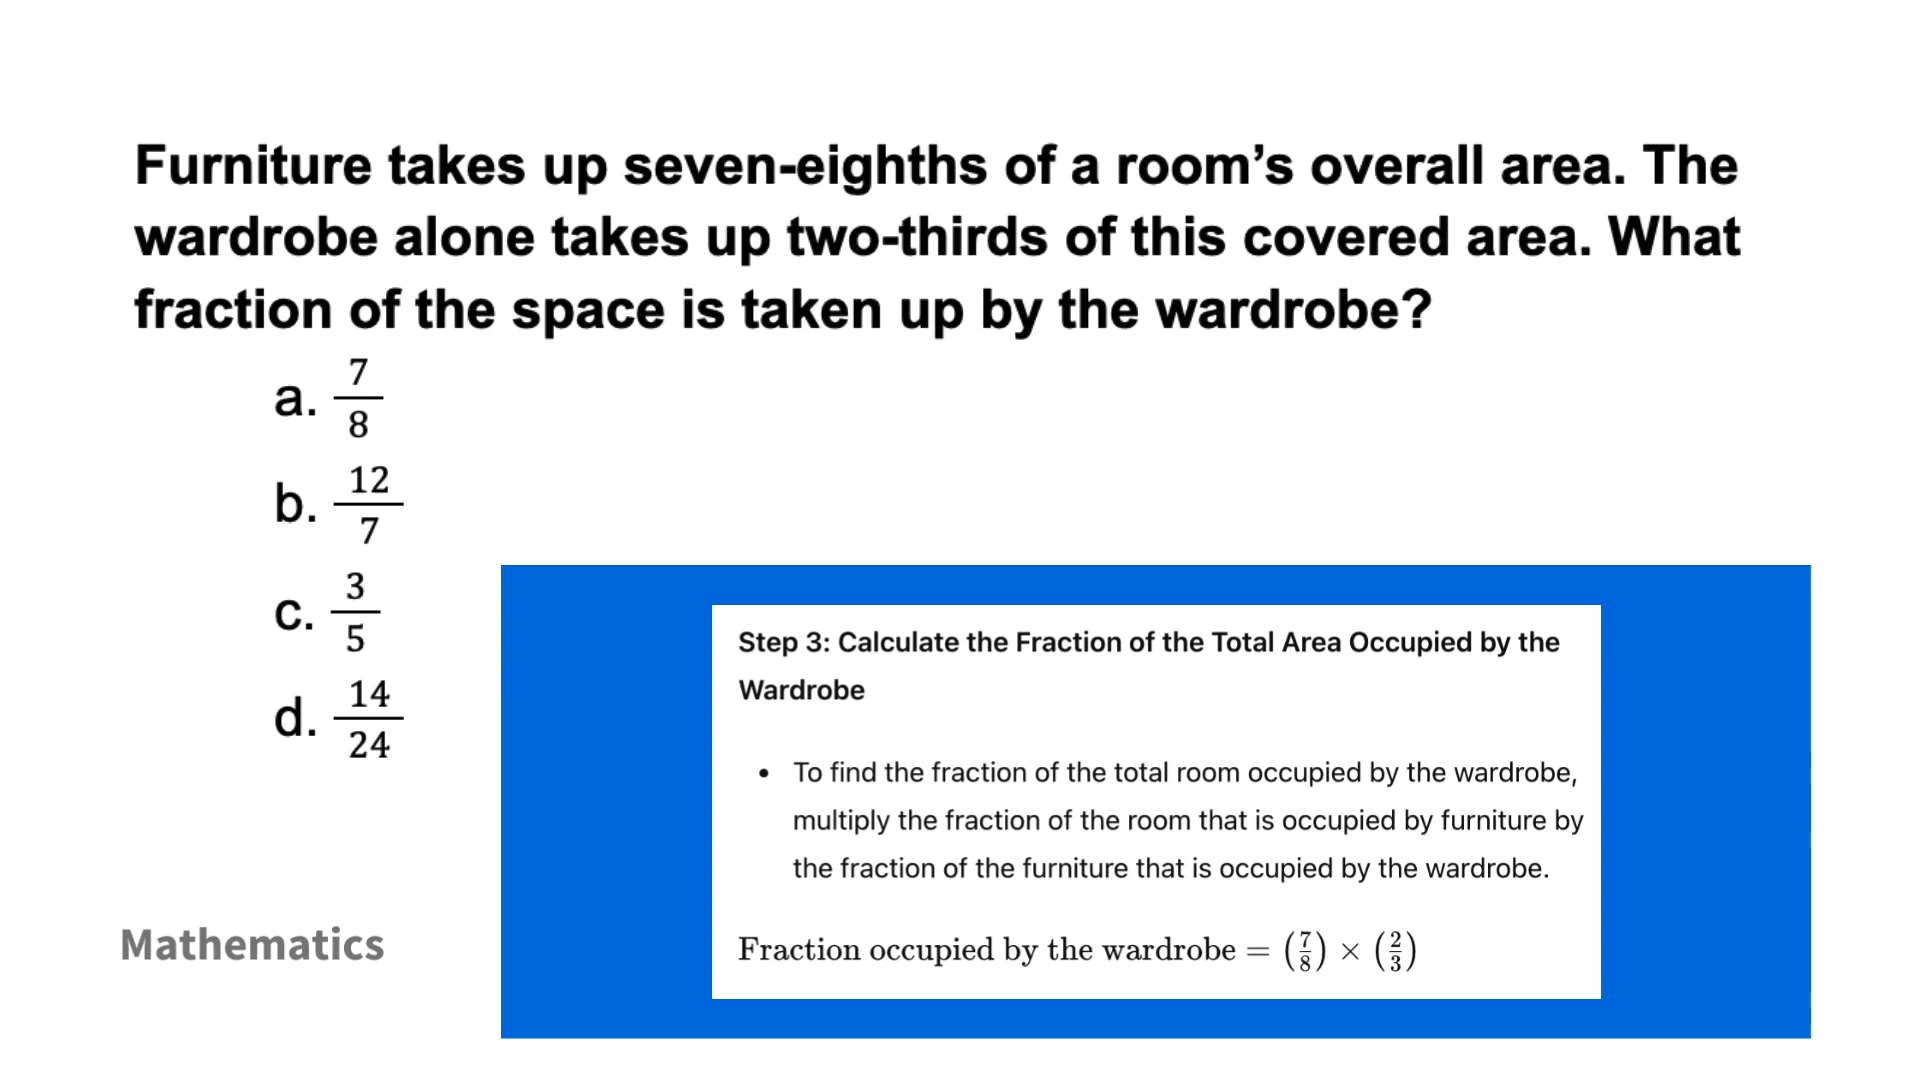 Furniture takes up seven-eighths of a room’s overall area. The
wardrobe alone takes up two-thirds of this covered area. What
fraction of the space is taken up by the wardrobe?
a. 7/8
b. 12/7
c. 3/5
d. 14/24
Step 3: Calculate the Fraction of the Total Area Occupied by the
Wardrobe
• To find the fraction of the total room occupied by the wardrobe,
multiply the fraction of the room that is occupied by furniture by
the fraction of the furniture that is occupied by the wardrobe.
Fraction occupied by the wardrobe = (7/8) × (2/3)
Mathematics